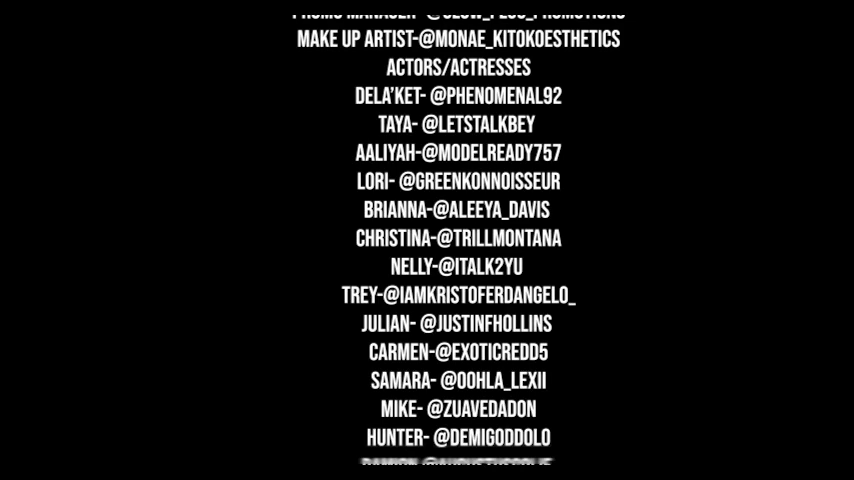 MAKE UP ARTIST-@MONAE_KITOKOESTHETICS
ACTORS/ACTRESSES
DELA'KET- @PHENOMENAL92
TAYA- @LETSTALKBEY
AALIYAH-@MODELREADY757
LORI- @GREENKONNOISSEUR
BRIANNA-@ALEEYA_DAVIS
CHRISTINA-@TRILLMONTANA
NELLY-@ITALK2YU
TREY-@IAMKRISTOFERDANGELO_
JULIAN- @JUSTINFHOLLINS
CARMEN-@EXOTICREDD5
SAMARA- @OOHLA_LEXII
MIKE- @ZUAVEDADON
HUNTER- @DEMIGODDOLO